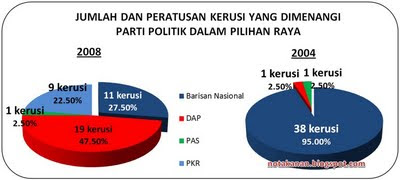 JUMLAH DAN PERATUSAN KERUSI YANG DIMENANGI
PARTI POLITIK DALAM PILIHAN RAYA
2008
9 kerusi
22.50%
11 kerusi
27.50%
1 kerusi
2.50%
19 kerusi
47.50%
Barisan Nasional
DAP
PAS
PKR
2004
1 kerusi
2.50%
1 kerusi
2.50%
38 kerusi
95.00%
notakanan.blogspot.com